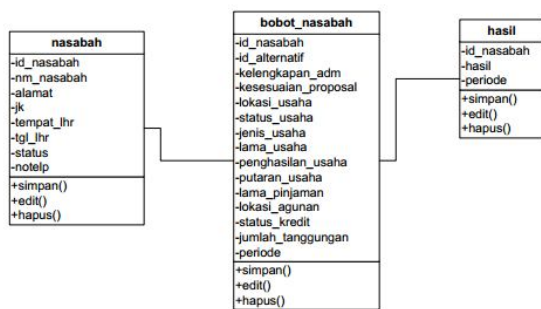 nasabah
-id_nasabah
-nm_nasabah
-alamat
-jk
-tempat_lhr
-tgl_lhr
-status
-notelp
+simpan()
+edit()
+hapus()
bobot_nasabah
-id_nasabah
-id_alternatif
-kelengkapan_adm
-kesesuaian_proposal
-lokasi_usaha
-status_usaha
-jenis_usaha
-lama_usaha
-penghasilan_usaha
-putaran_usaha
-lama_pinjaman
-lokasi_agunan
-status_kredit
-jumlah_tanggungan
-periode
+simpan()
+edit()
+hapus()
hasil
-id_nasabah
-hasil
-periode
+simpan()
+edit()
+hapus()